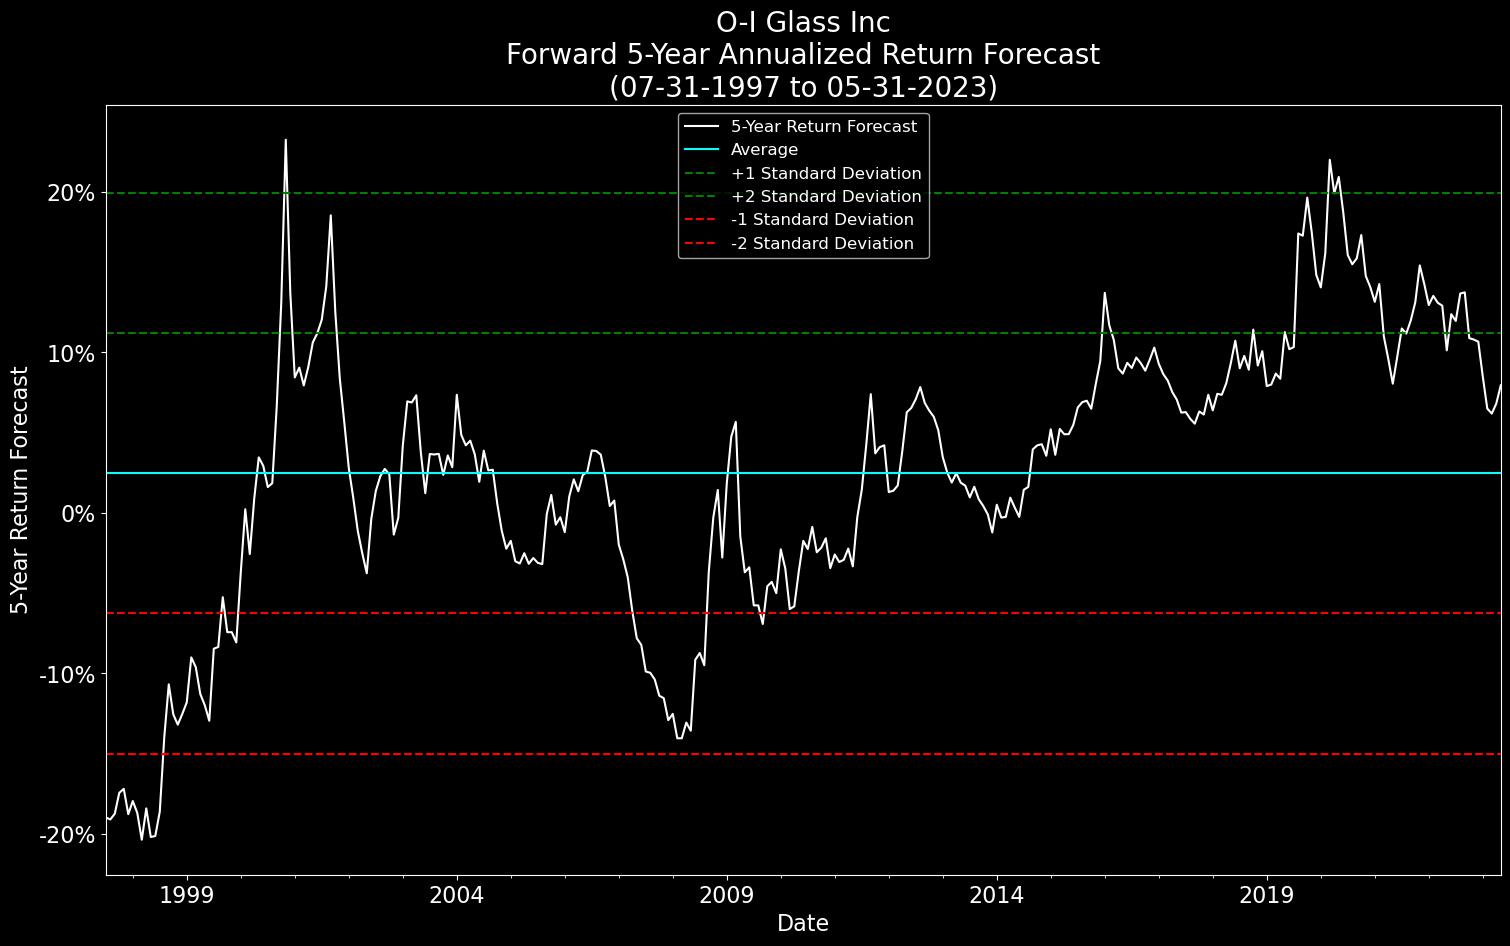 O-I Glass Inc
Forward 5-Year Annualized Return Forecast
(07-31-1997 to 05-31-2023)
5-Year Return Forecast
Average
+1 Standard Deviation
+2 Standard Deviation
-1 Standard Deviation
-2 Standard Deviation
20%
10%
0%
-10%
-20%
5-Year Return Forecast
1999 2004 2009 2014 2019
Date